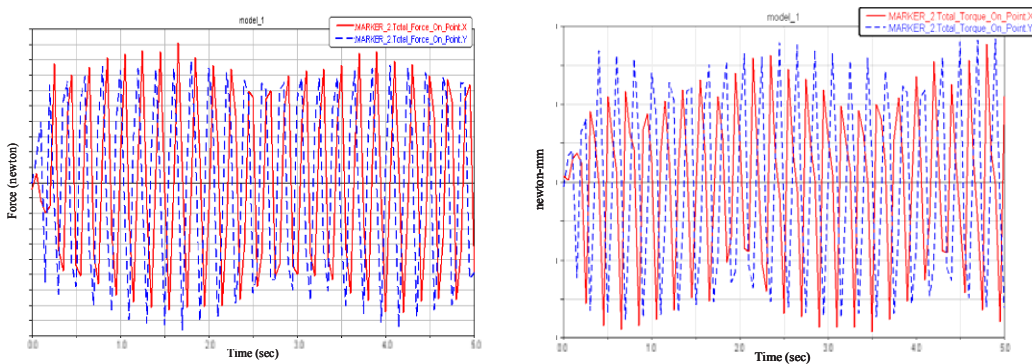 model_1
MARKER_2.Total_Force_On_Point.X
MARKER_2.Total_Force_On_Point.Y
Force (newton)
0.0 1.0 2.0 3.0 4.0 5.0
Time (sec)
model_1
MARKER_2.Total_Torque_On_Point.X
MARKER_2.Total_Torque_On_Point.Y
newton-mm
0.0 1.0 2.0 3.0 4.0 5.0
Time (sec)